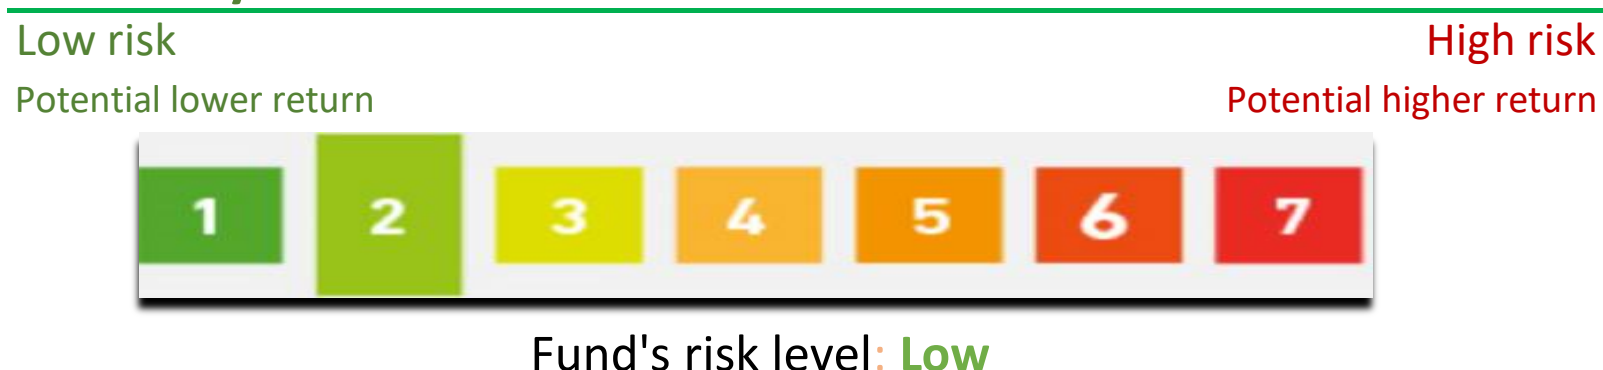 Low risk High risk
Potential lower return Potential higher return
1 2 3 4 5 6 7
Fund's risk level: Low